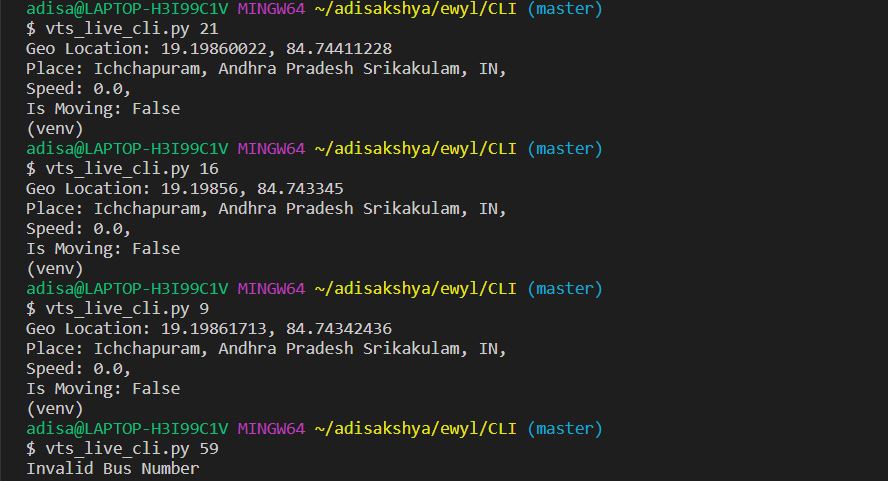 adisa@LAPTOP-H3I99C1V MINGW64 ~/adisakshya/ewyl/CLI (master)
$ vts_live_cli.py 21
Geo Location: 19.19860022, 84.74411228
Place: Ichchapuram, Andhra Pradesh Srikakulam, IN,
Speed: 0.0,
Is Moving: False
(venv)
adisa@LAPTOP-H3I99C1V MINGW64 ~/adisakshya/ewyl/CLI (master)
$ vts_live_cli.py 16
Geo Location: 19.19856, 84.743345
Place: Ichchapuram, Andhra Pradesh Srikakulam, IN,
Speed: 0.0,
Is Moving: False
(venv)
adisa@LAPTOP-H3I99C1V MINGW64 ~/adisakshya/ewyl/CLI (master)
$ vts_live_cli.py 9
Geo Location: 19.19861713, 84.74342436
Place: Ichchapuram, Andhra Pradesh Srikakulam, IN,
Speed: 0.0,
Is Moving: False
(venv)
adisa@LAPTOP-H3I99C1V MINGW64 ~/adisakshya/ewyl/CLI (master)
$ vts_live_cli.py 59
Invalid Bus Number